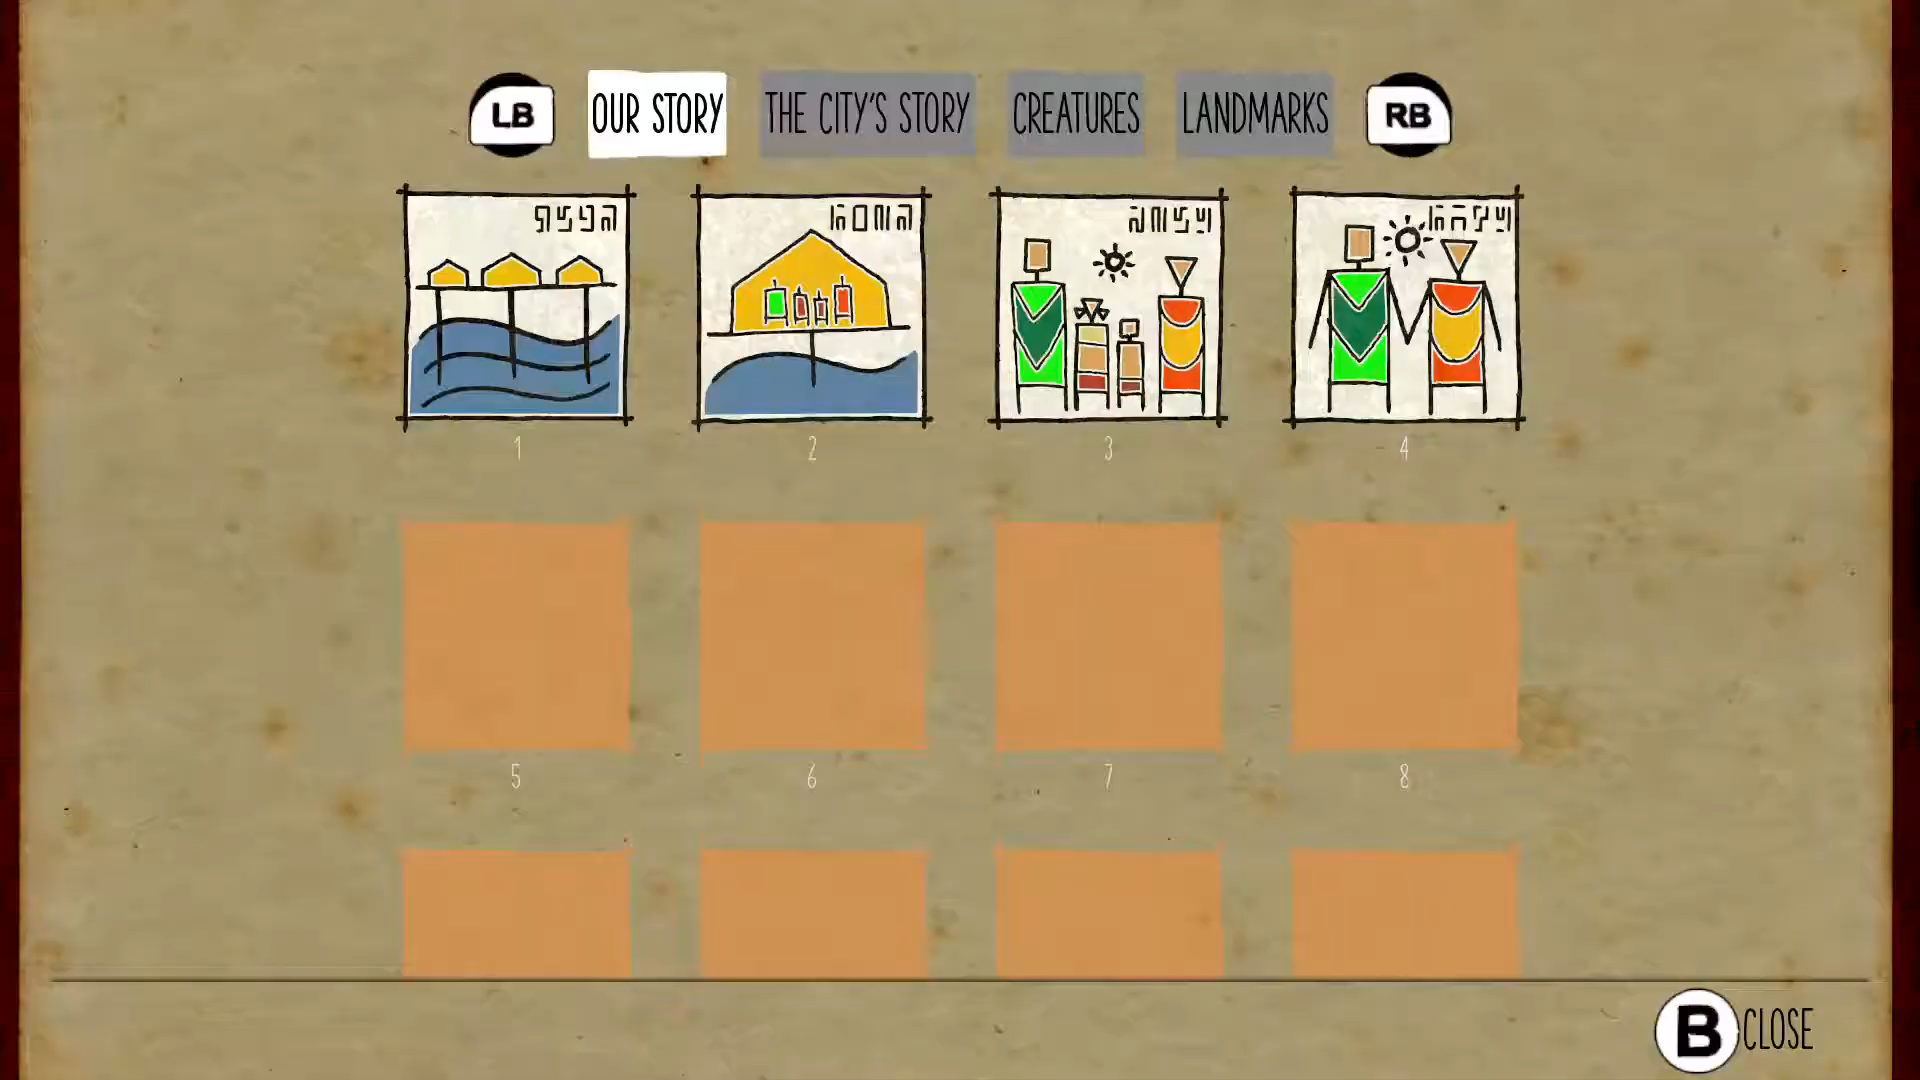 LB OUR STORY THE CITY'S STORY CREATURES LANDMARKS RB
1 2 3 4
5 6 7 8
B CLOSE